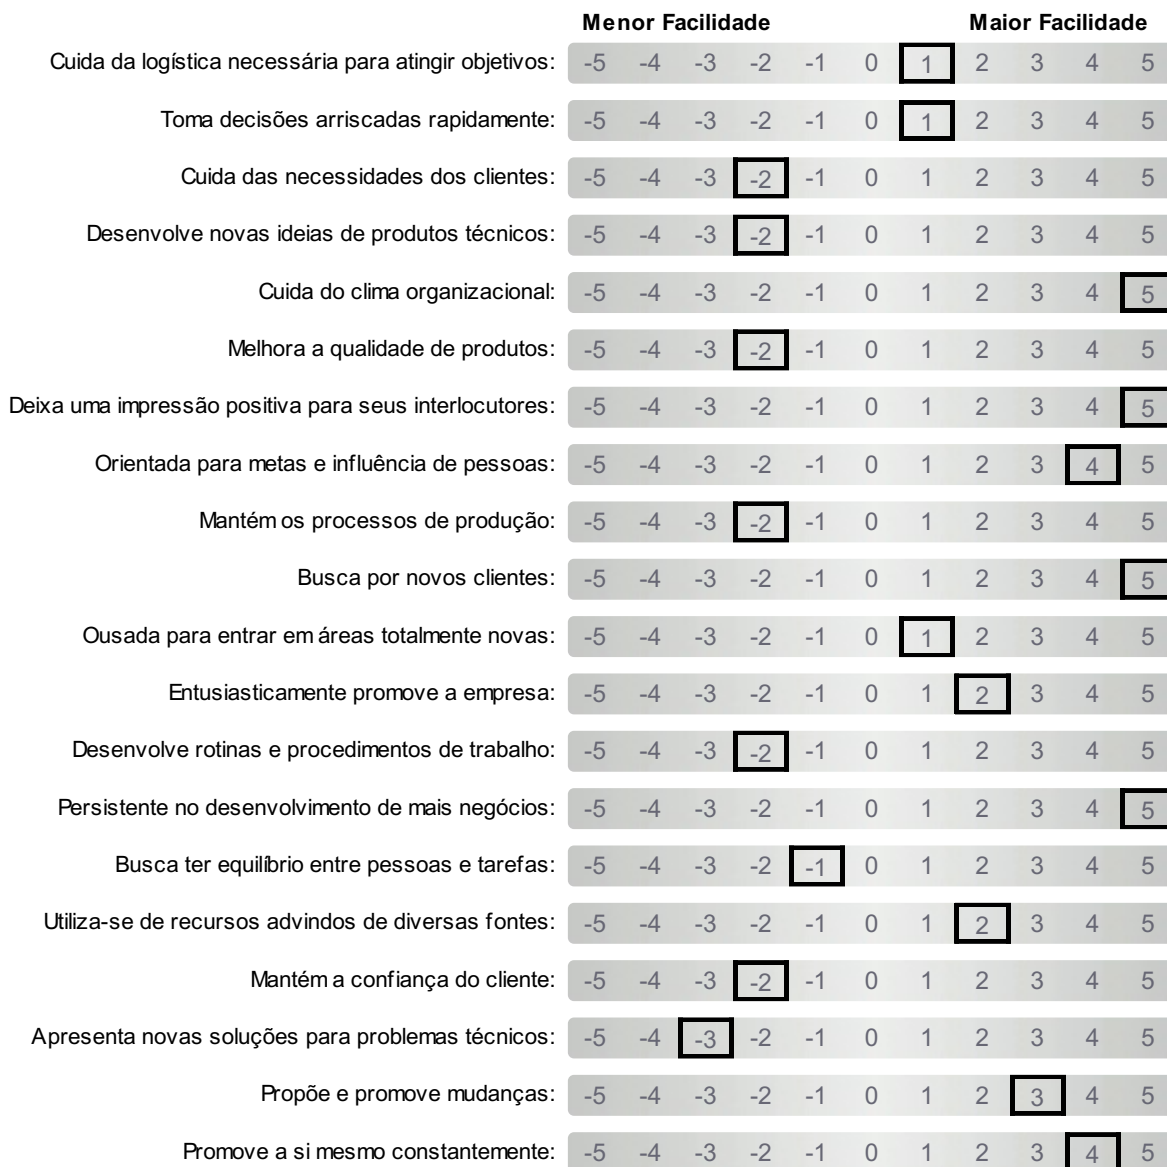 Menor Facilidade Maior Facilidade
Cuida da logística necessária para atingir objetivos: -5 -4 -3 -2 -1 0 1 2 3 4 5
Toma decisões arriscadas rapidamente: -5 -4 -3 -2 -1 0 1 2 3 4 5
Cuida das necessidades dos clientes: -5 -4 -3 -2 -1 0 1 2 3 4 5
Desenvolve novas ideias de produtos técnicos: -5 -4 -3 -2 -1 0 1 2 3 4 5
Cuida do clima organizacional: -5 -4 -3 -2 -1 0 1 2 3 4 5
Melhora a qualidade de produtos: -5 -4 -3 -2 -1 0 1 2 3 4 5
Deixa uma impressão positiva para seus interlocutores: -5 -4 -3 -2 -1 0 1 2 3 4 5
Orientada para metas e influência de pessoas: -5 -4 -3 -2 -1 0 1 2 3 4 5
Mantém os processos de produção: -5 -4 -3 -2 -1 0 1 2 3 4 5
Busca por novos clientes: -5 -4 -3 -2 -1 0 1 2 3 4 5
Ousada para entrar em áreas totalmente novas: -5 -4 -3 -2 -1 0 1 2 3 4 5
Entusiasticamente promove a empresa: -5 -4 -3 -2 -1 0 1 2 3 4 5
Desenvolve rotinas e procedimentos de trabalho: -5 -4 -3 -2 -1 0 1 2 3 4 5
Persistente no desenvolvimento de mais negócios: -5 -4 -3 -2 -1 0 1 2 3 4 5
Busca ter equilíbrio entre pessoas e tarefas: -5 -4 -3 -2 -1 0 1 2 3 4 5
Utiliza-se de recursos advindos de diversas fontes: -5 -4 -3 -2 -1 0 1 2 3 4 5
Mantém a confiança do cliente: -5 -4 -3 -2 -1 0 1 2 3 4 5
Apresenta novas soluções para problemas técnicos: -5 -4 -3 -2 -1 0 1 2 3 4 5
Propõe e promove mudanças: -5 -4 -3 -2 -1 0 1 2 3 4 5
Promove a si mesmo constantemente: -5 -4 -3 -2 -1 0 1 2 3 4 5